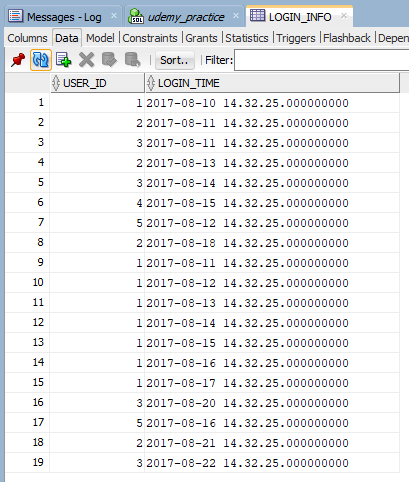 Messages - Log udemy_practice LOGIN_INFO
Columns Data Model Constraints Grants Statistics Triggers Flashback Depen
Sort.. Filter:
USER_ID LOGIN_TIME
1 1 2017-08-10 14.32.25.000000000
2 2 2017-08-11 14.32.25.000000000
3 3 2017-08-11 14.32.25.000000000
4 2 2017-08-13 14.32.25.000000000
5 3 2017-08-14 14.32.25.000000000
6 4 2017-08-15 14.32.25.000000000
7 5 2017-08-12 14.32.25.000000000
8 2 2017-08-18 14.32.25.000000000
9 1 2017-08-11 14.32.25.000000000
10 1 2017-08-12 14.32.25.000000000
11 1 2017-08-13 14.32.25.000000000
12 1 2017-08-14 14.32.25.000000000
13 1 2017-08-15 14.32.25.000000000
14 1 2017-08-16 14.32.25.000000000
15 1 2017-08-17 14.32.25.000000000
16 3 2017-08-20 14.32.25.000000000
17 5 2017-08-16 14.32.25.000000000
18 2 2017-08-21 14.32.25.000000000
19 3 2017-08-22 14.32.25.000000000